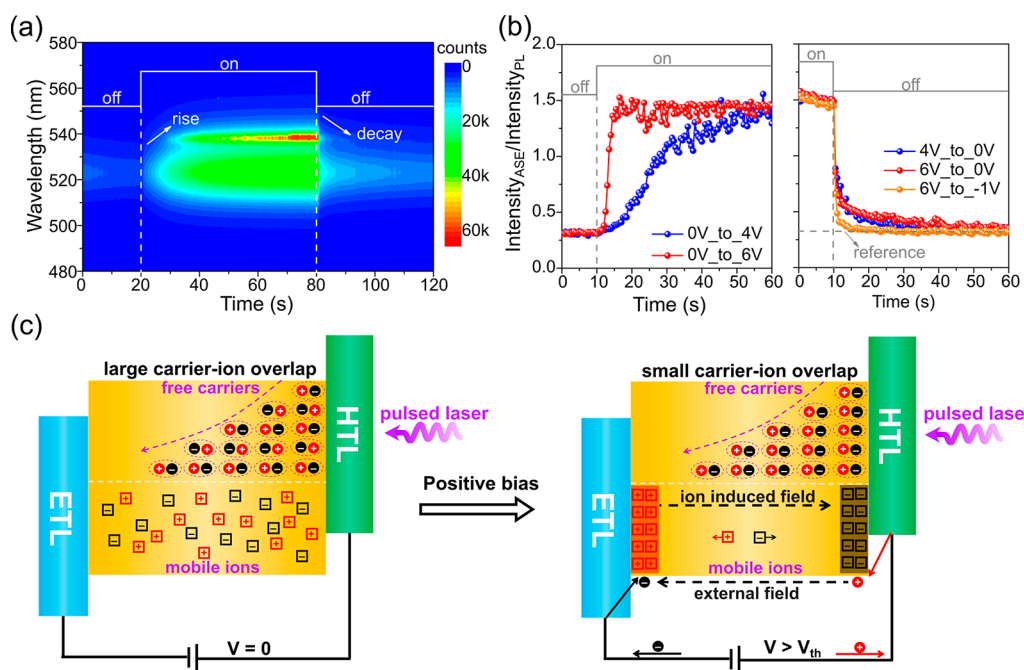 (a)
580
560
540
520
500
480
Wavelength (nm)
0
20
40
60
80
100
120
Time (s)
off
on
off
rise
decay
counts
0
20k
40k
60k
(b)
2.0
1.5
1.0
0.5
0.0
Intensity_ASE/Intensity_PL
off
on
0V_to_4V
0V_to_6V
0 10 20 30 40 50 60
Time (s)
on
off
4V_to_0V
6V_to_0V
6V_to_-1V
reference
0 10 20 30 40 50 60
Time (s)
(c)
large carrier-ion overlap
free carriers
HTL
pulsed laser
ETL
mobile ions
V = 0
Positive bias
small carrier-ion overlap
free carriers
HTL
pulsed lase
ETL
ion induced field
mobile ions
external field
V > Vth